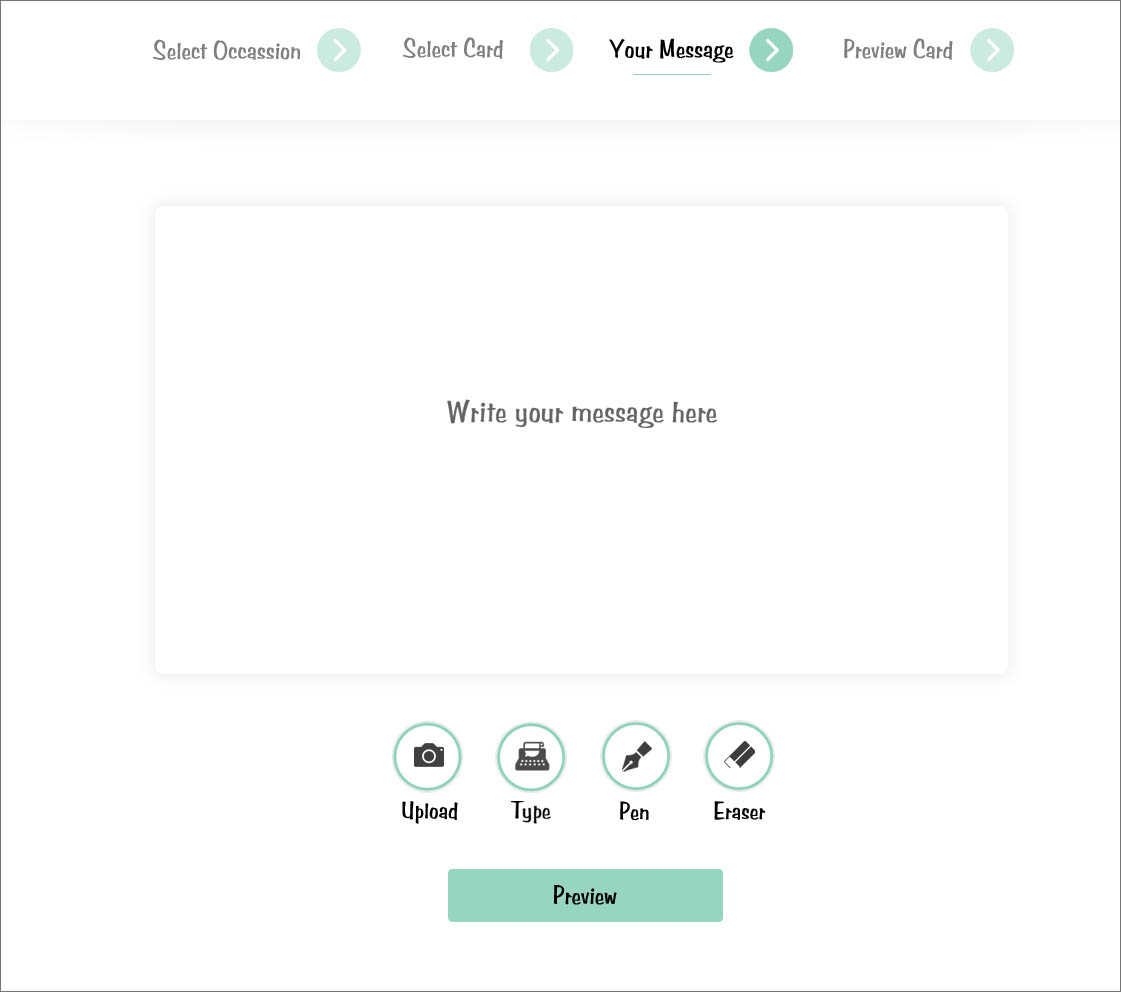 Select Occassion
Select Card
Your Message
Preview Card
Write your message here
Upload
Type
Pen
Eraser
Preview